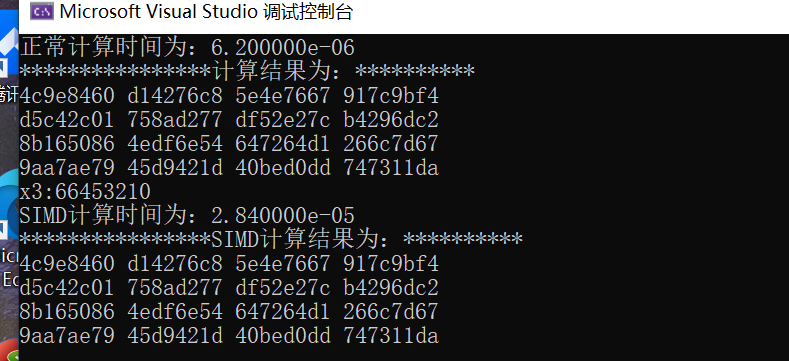 Microsoft Visual Studio 调试控制台
正常计算时间为：6.200000e-06
****************计算结果为：**********
4c9e8460 d14276c8 5e4e7667 917c9bf4
d5c42c01 758ad277 df52e27c b4296dc2
8b165086 4edf6e54 647264d1 266c7d67
9aa7ae79 45d9421d 40bed0dd 747311da
x3:66453210
SIMD计算时间为：2.840000e-05
****************SIMD计算结果为：**********
4c9e8460 d14276c8 5e4e7667 917c9bf4
d5c42c01 758ad277 df52e27c b4296dc2
8b165086 4edf6e54 647264d1 266c7d67
9aa7ae79 45d9421d 40bed0dd 747311da